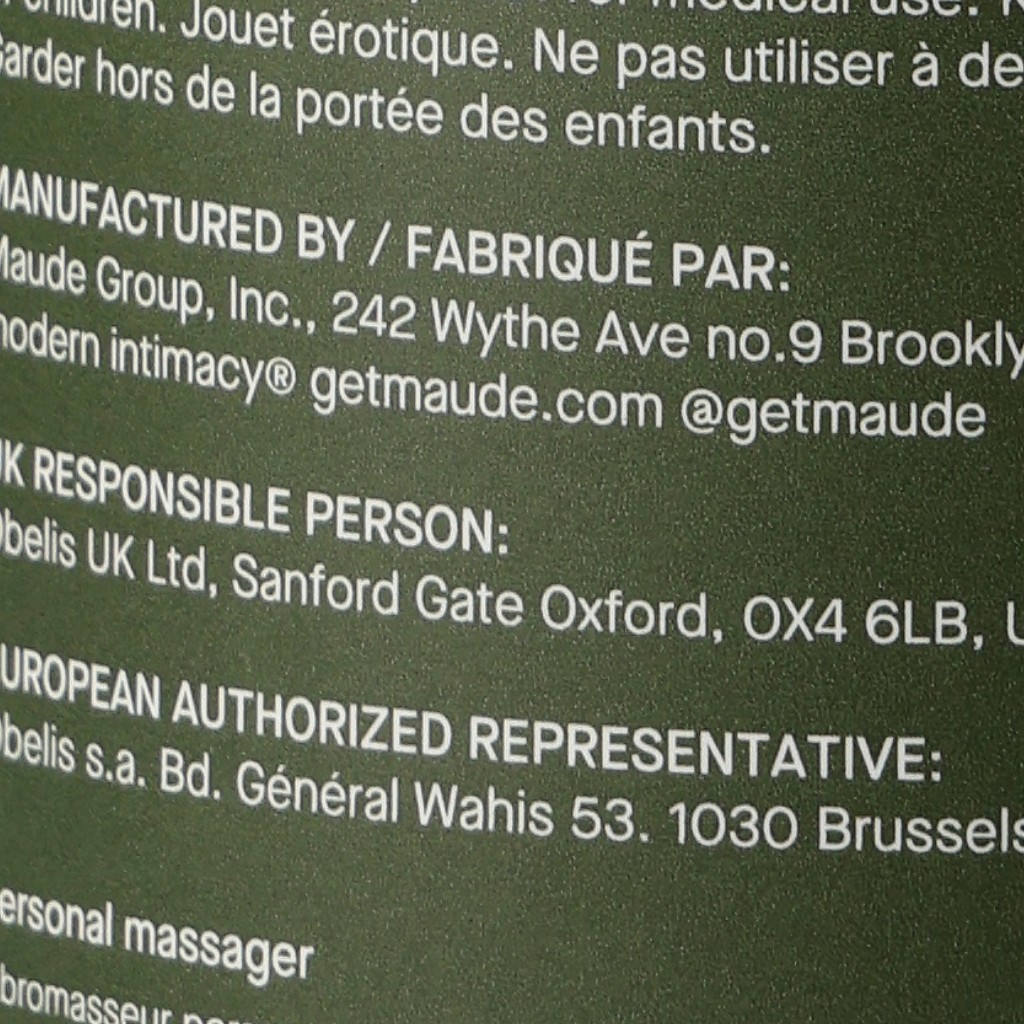 children. Jouet érotique. Ne pas utiliser à
Garder hors de la portée des enfants.
MANUFACTURED BY / FABRIQUÉ PAR:
Maude Group, Inc., 242 Wythe Ave no.9 Brookly
modern intimacy® getmaude.com @getmaude
UK RESPONSIBLE PERSON:
Obelis UK Ltd, Sanford Gate Oxford, OX4 6LB, U
EUROPEAN AUTHORIZED REPRESENTATIVE:
Obelis s.a. Bd. Général Wahis 53. 1030 Brussels
ersonal massager